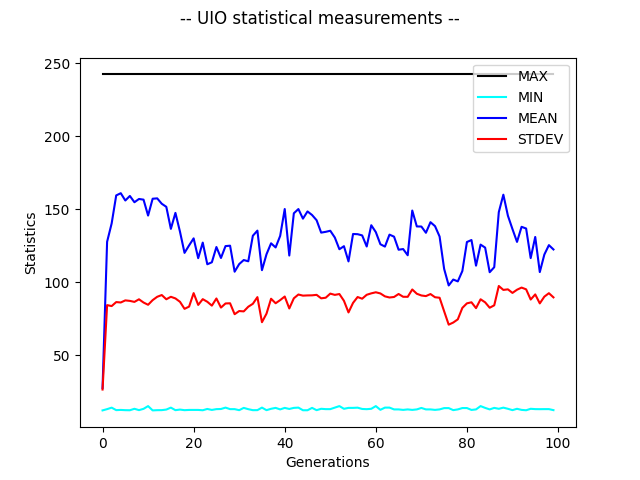 -- UIO statistical measurements --
250
200
150
100
50
Statistics
MAX
MIN
MEAN
STDEV
0 20 40 60 80 100
Generations